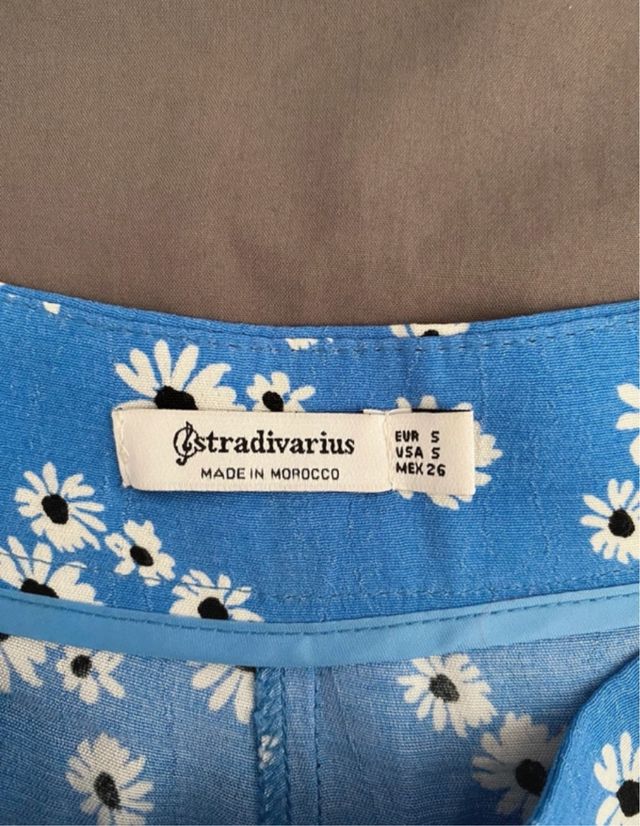 stradivarius
MADE IN MOROCCO
EUR S
USA S
MEX 26